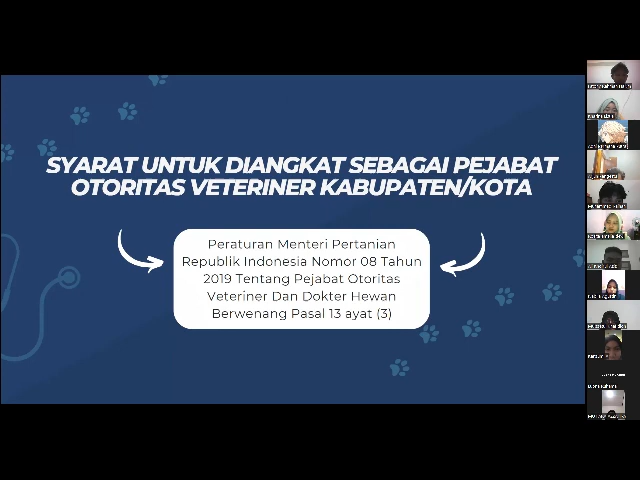 SYARAT UNTUK DIANGKAT SEBAGAI PEJABAT
OTORITAS VETERINER KABUPATEN/KOTA
Peraturan Menteri Pertanian
Republik Indonesia Nomor 08 Tahun
2019 Tentang Pejabat Otoritas
Veteriner Dan Dokter Hewan
Berwenang Pasal 13 ayat (3)